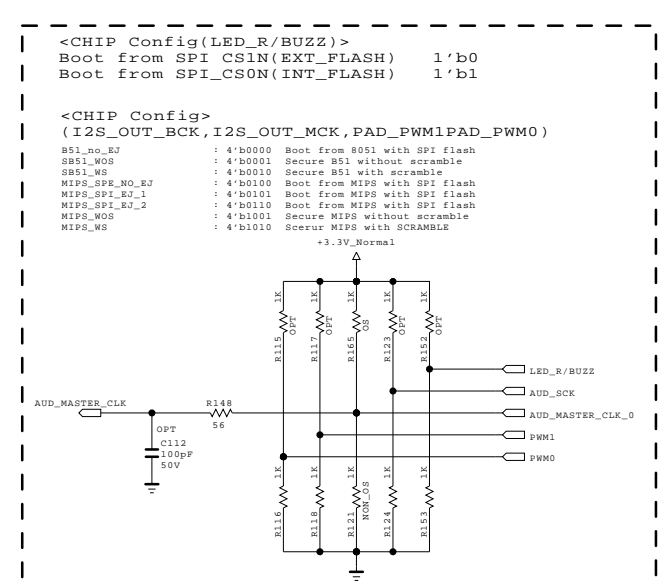 <CHIP Config(LED_R/BUZZ)>
Boot from SPI CS1N(EXT_FLASH) 1'b0
Boot from SPI_CS0N(INT_FLASH) 1'b1
<CHIP Config>
(I2S_OUT_BCK,I2S_OUT_MCK,PAD_PWM1PAD_PWM0)
B51_no_EJ : 4'b0000 Boot from 8051 with SPI flash
SB51_WOS : 4'b0001 Secure B51 without scramble
SB51_WS : 4'b0010 Secure B51 with scramble
MIPS_SPE_NO_EJ : 4'b0100 Boot from MIPS with SPI flash
MIPS_SPI_EJ_1 : 4'b0101 Boot from MIPS with SPI flash
MIPS_SPI_EJ_2 : 4'b0110 Boot from MIPS with SPI flash
MIPS_WOS : 4'b1001 Secure MIPS without scramble
MIPS_WS : 4'b1010 Scerur MIPS with SCRAMBLE
+3.3V_Normal
1K 1K 1K 1K 1K
OPT OPT OS OPT OPT
R115 R117 R165 R123 R152
LED_R/BUZZ
AUD_SCK
AUD_MASTER_CLK R148 AUD_MASTER_CLK_0
56
OPT
C112
100pF
50V
PWM1
PWM0
1K 1K 1K 1K 1K
NON_OS
R116 R118 R121 R124 R153